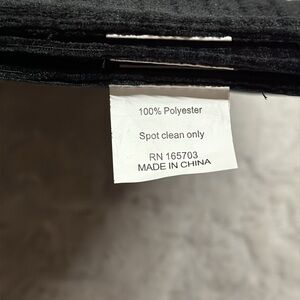 100% Polyester
Spot clean only
RN 165703
MADE IN CHINA